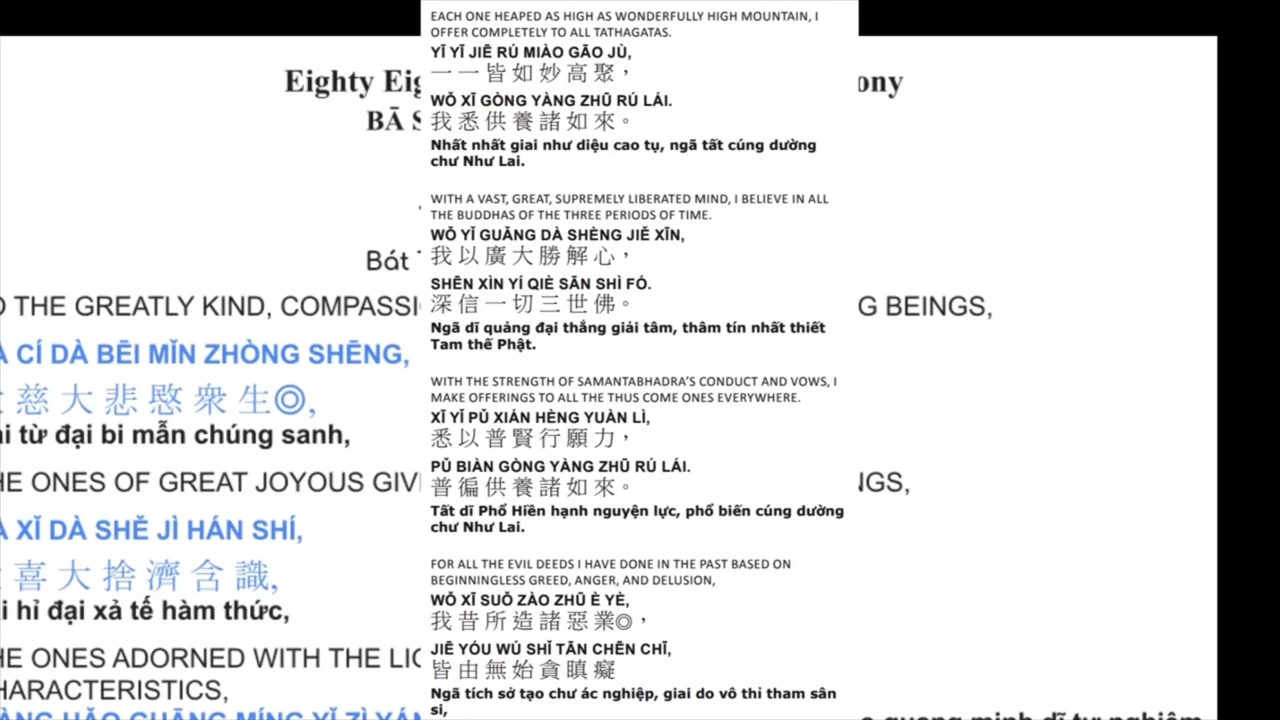 EACH ONE HEAPED AS HIGH AS WONDERFULLY HIGH MOUNTAIN, I
OFFER COMPLETELY TO ALL TATHAGATAS.
YĪ YĪ JIĒ RÚ MIÀO GĀO JÙ,
一一皆如妙高聚，
WǑ XĪ GÒNG YÀNG ZHŪ RÚ LÁI.
我悉供養諸如來。
Nhất nhất giai như diệu cao tụ, ngã tất cúng dường
chư Như Lai.
WITH A VAST, GREAT, SUPREMELY LIBERATED MIND, I BELIEVE IN ALL
THE BUDDHAS OF THE THREE PERIODS OF TIME.
WǑ YǏ GUǍNG DÀ SHÈNG JIĚ XĪN,
我以廣大勝解心，
SHĒN XÌN YÍ QIÈ SĀN SHÌ FÓ.
深信一切三世佛。
Ngã dĩ quảng đại thắng giải tâm, thâm tín nhất thiết
Tam thế Phật.
WITH THE STRENGTH OF SAMANTABHADRA'S CONDUCT AND VOWS, I
MAKE OFFERINGS TO ALL THE THUS COME ONES EVERYWHERE.
XĪ YǏ PǓ XIÁN HÈNG YUÀN LÌ,
悉以普賢行願力，
PǓ BIÀN GÒNG YÀNG ZHŪ RÚ LÁI.
普徧供養諸如來。
Tất dĩ Phổ Hiền hạnh nguyện lực, phổ biến cúng dường
chư Như Lai.
FOR ALL THE EVIL DEEDS I HAVE DONE IN THE PAST BASED ON
BEGINNINGLESS GREED, ANGER, AND DELUSION,
WǑ XĪ SUǑ ZÀO ZHŪ È YÈ,
我昔所造諸惡業◎，
JIĒ YÓU WÚ SHǏ TĀN CHĒN CHĪ,
皆由無始貪瞋癡
Ngã tích sở tạo chư ác nghiệp, giai do vô thỉ tham sân
si,
Eighty
BĀ
Bát
THE GREATLY KIND,
BEINGS,
CÍ DÀ BĒI MǏN ZHÒNG SHĒNG,
慈大悲愍衆生◎,
từ đại bi mẫn chúng sanh,
ONES OF GREAT JOYOUS
XǏ DÀ SHĚ JÌ HÁN SHÍ,
喜大捨濟含識,
hỉ đại xả tế hàm thức,
ONES ADORNED WITH THE